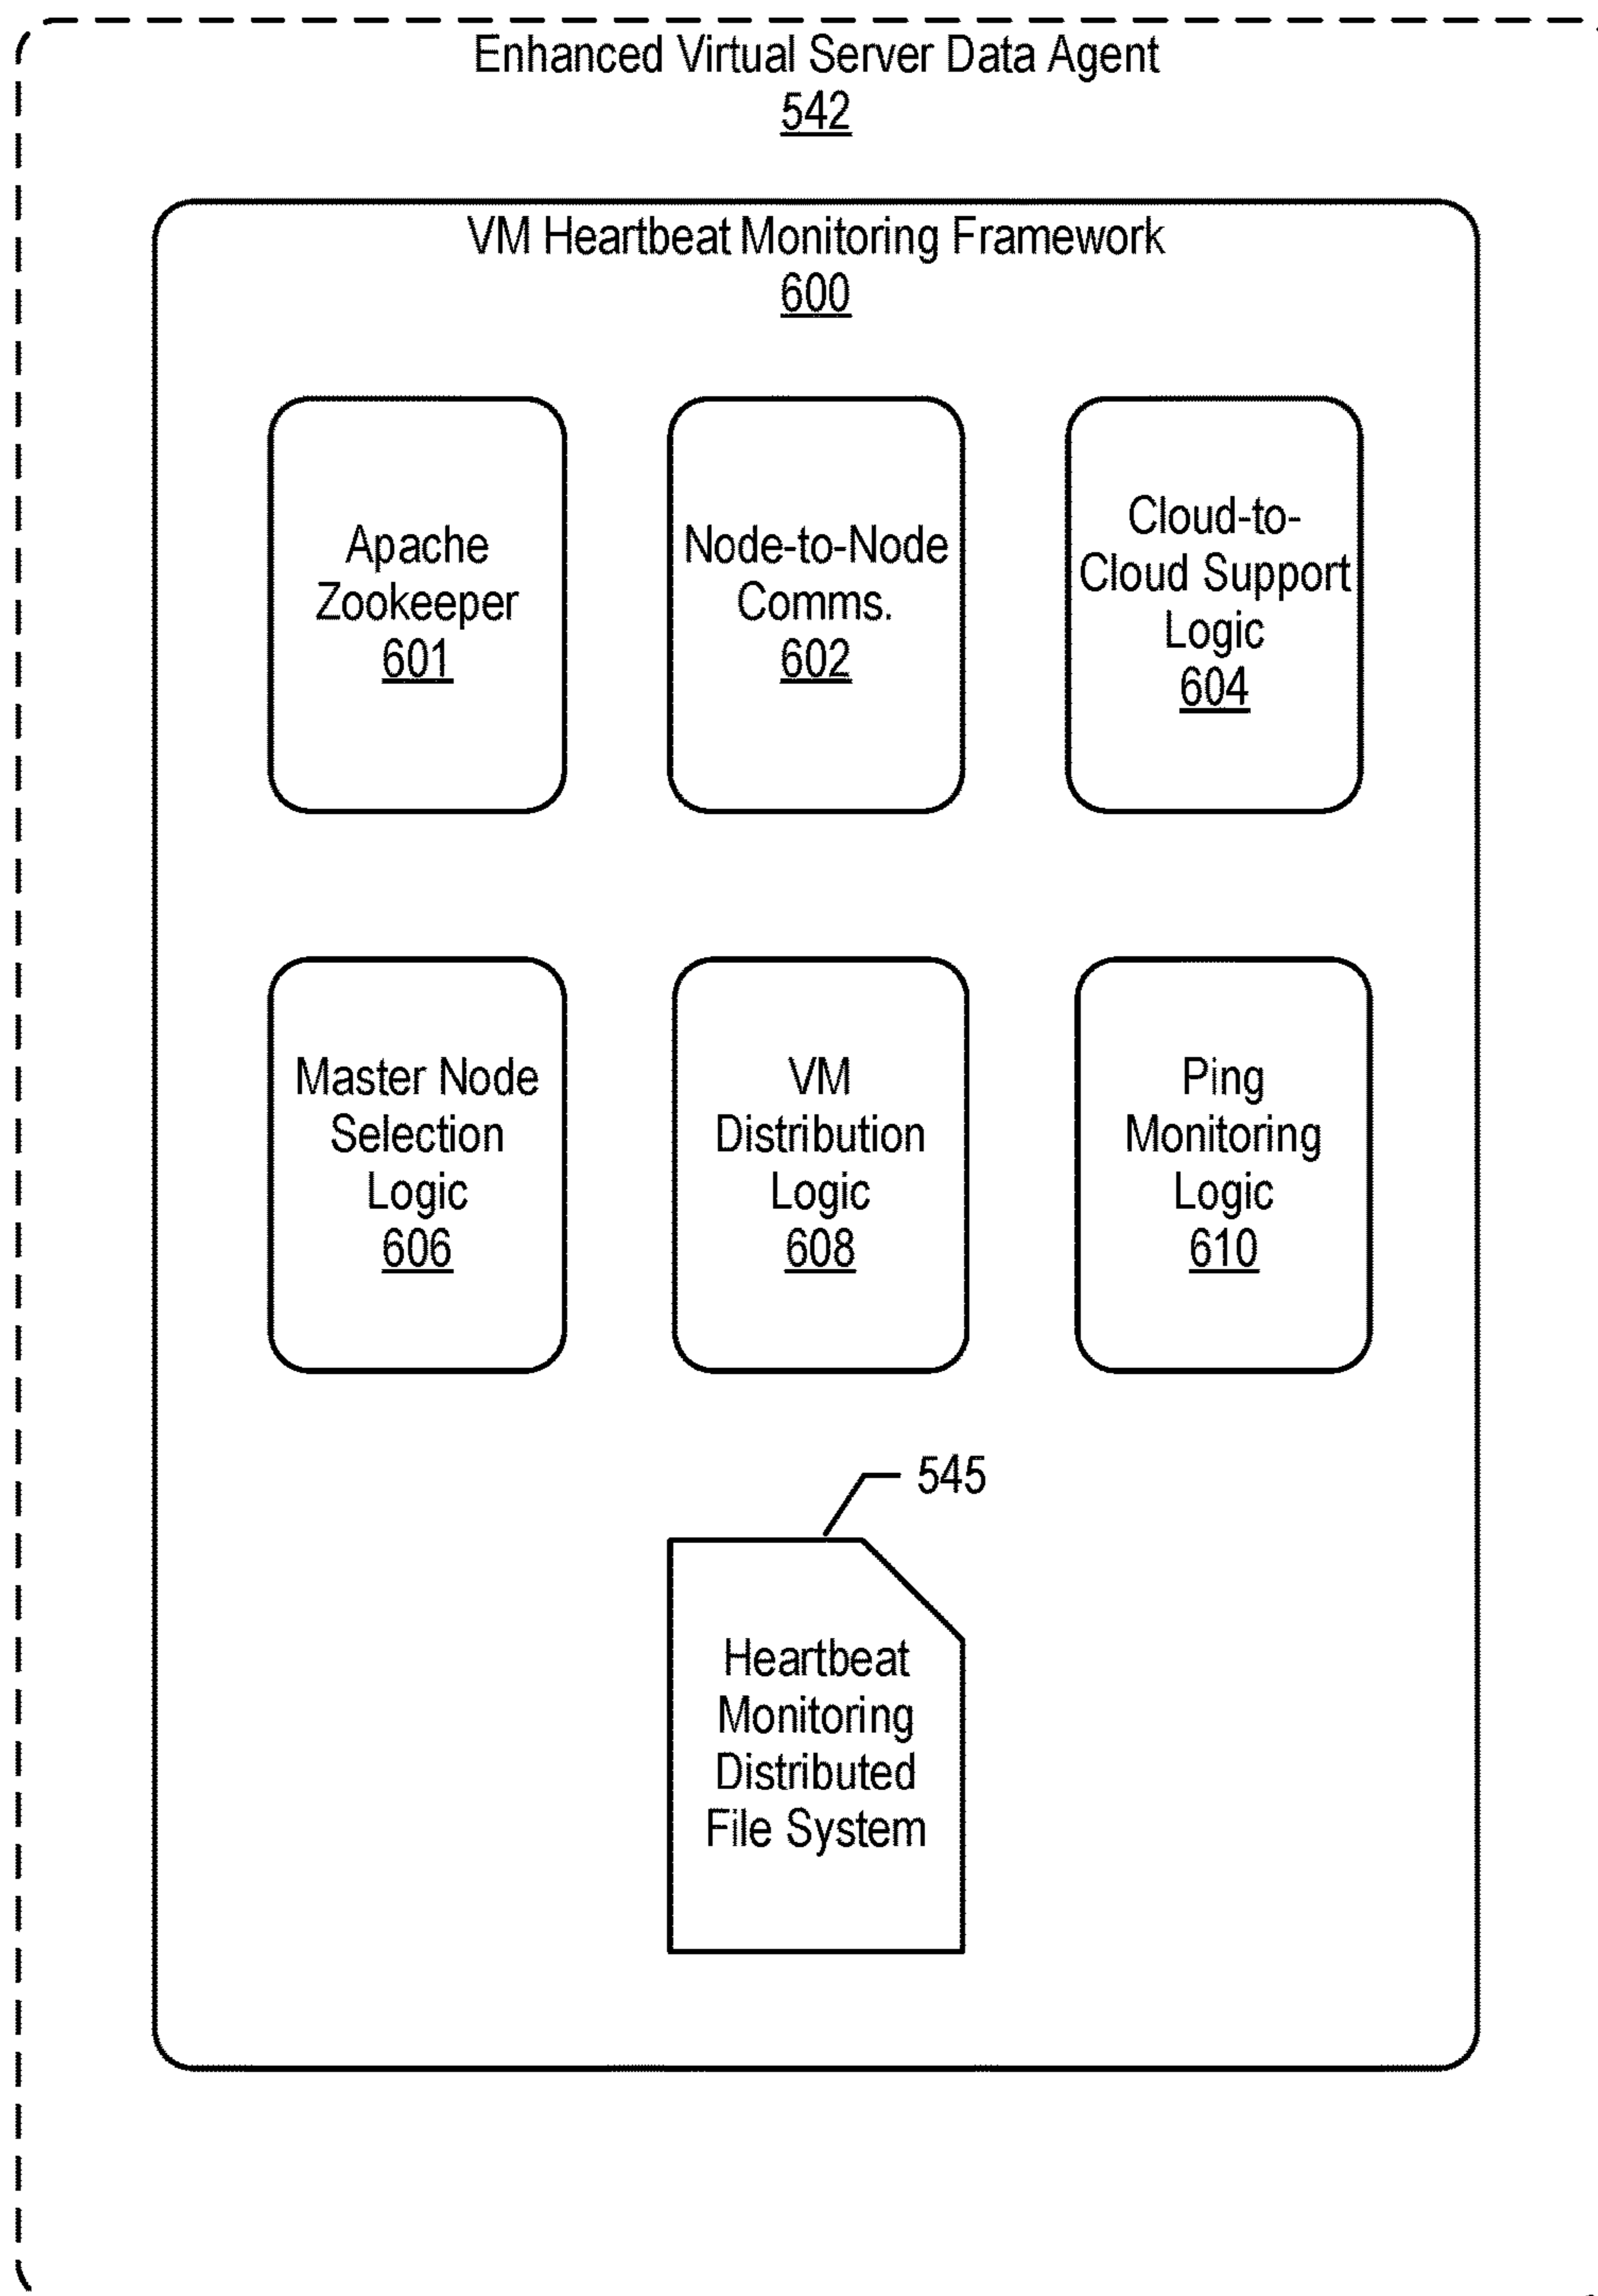 Enhanced Virtual Server Data Agent
542
VM Heartbeat Monitoring Framework
600
Apache
Zookeeper
601
Node-to-Node
Comms.
602
Cloud-to-
Cloud Support
Logic
604
Master Node
Selection
Logic
606
VM
Distribution
Logic
608
Ping
Monitoring
Logic
610
545
Heartbeat
Monitoring
Distributed
File System